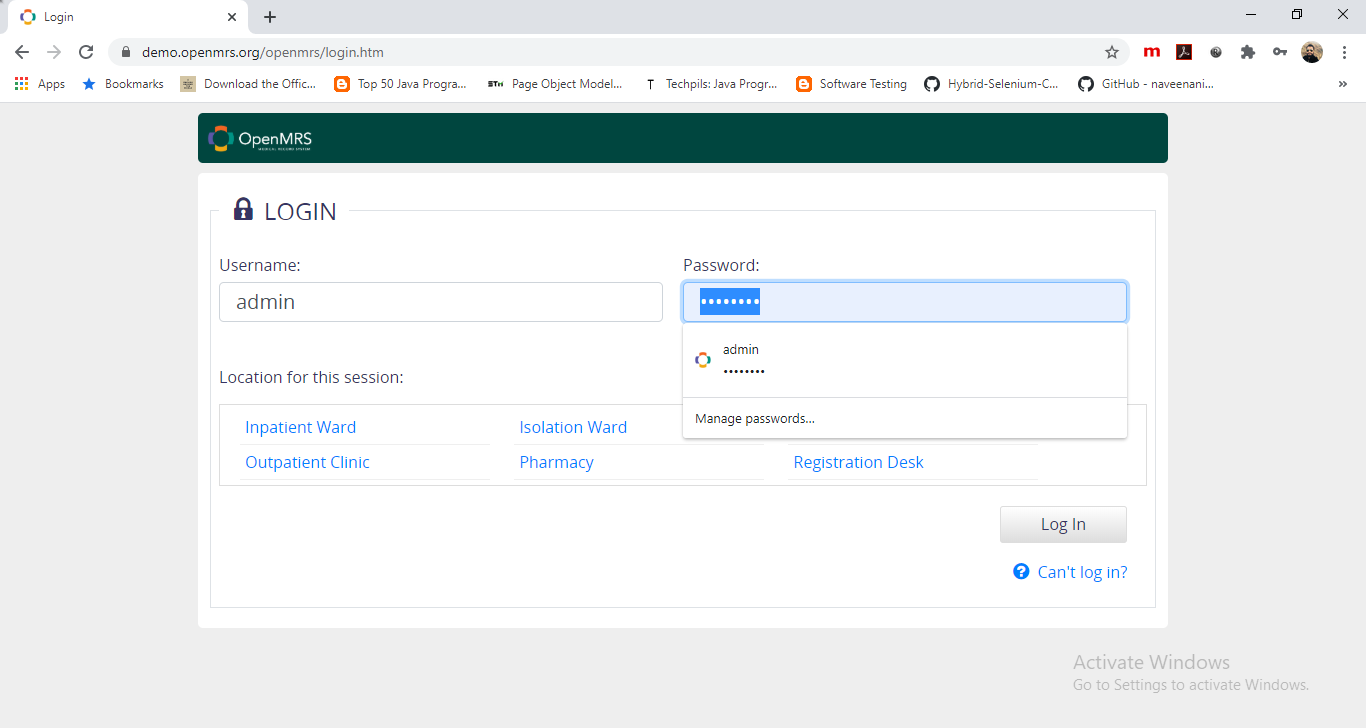 Login
demo.openmrs.org/openmrs/login.htm
Apps Bookmarks Download the Offic... Top 50 Java Progra... STH Page Object Model... T Techpils: Java Progr... Software Testing Hybrid-Selenium-C... GitHub - naveenani... »
OpenMRS
MEDICAL RECORD SYSTEM
LOGIN
Username: Password:
admin ••••••••
admin
••••••••
Manage passwords...
Location for this session:
Inpatient Ward Isolation Ward
Outpatient Clinic Pharmacy Registration Desk
Log In
? Can't log in?
Activate Windows
Go to Settings to activate Windows.